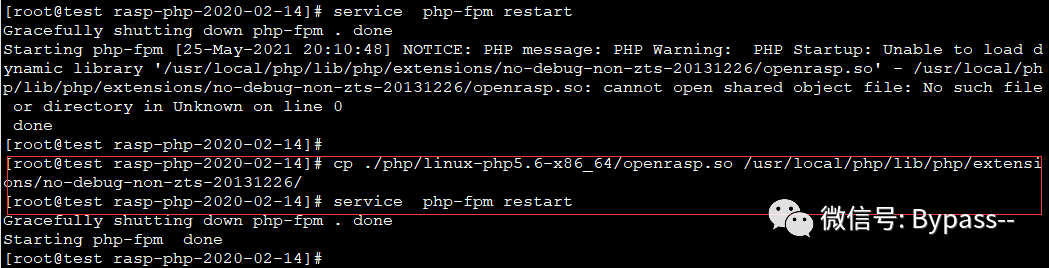 [root@test rasp-php-2020-02-14]# service  php-fpm restart
Gracefully shutting down php-fpm . done
Starting php-fpm [25-May-2021 20:10:48] NOTICE: PHP message: PHP Warning:  PHP Startup: Unable to load d
ynamic library '/usr/local/php/lib/php/extensions/no-debug-non-zts-20131226/openrasp.so' - /usr/local/ph
p/lib/php/extensions/no-debug-non-zts-20131226/openrasp.so: cannot open shared object file: No such file
 or directory in Unknown on line 0
 done
[root@test rasp-php-2020-02-14]#
[root@test rasp-php-2020-02-14]# cp ./php/linux-php5.6-x86_64/openrasp.so /usr/local/php/lib/php/extensi
ons/no-debug-non-zts-20131226/
[root@test rasp-php-2020-02-14]# service  php-fpm restart
Gracefully shutting down php-fpm . done
Starting php-fpm  done
[root@test rasp-php-2020-02-14]#
微信号: Bypass--